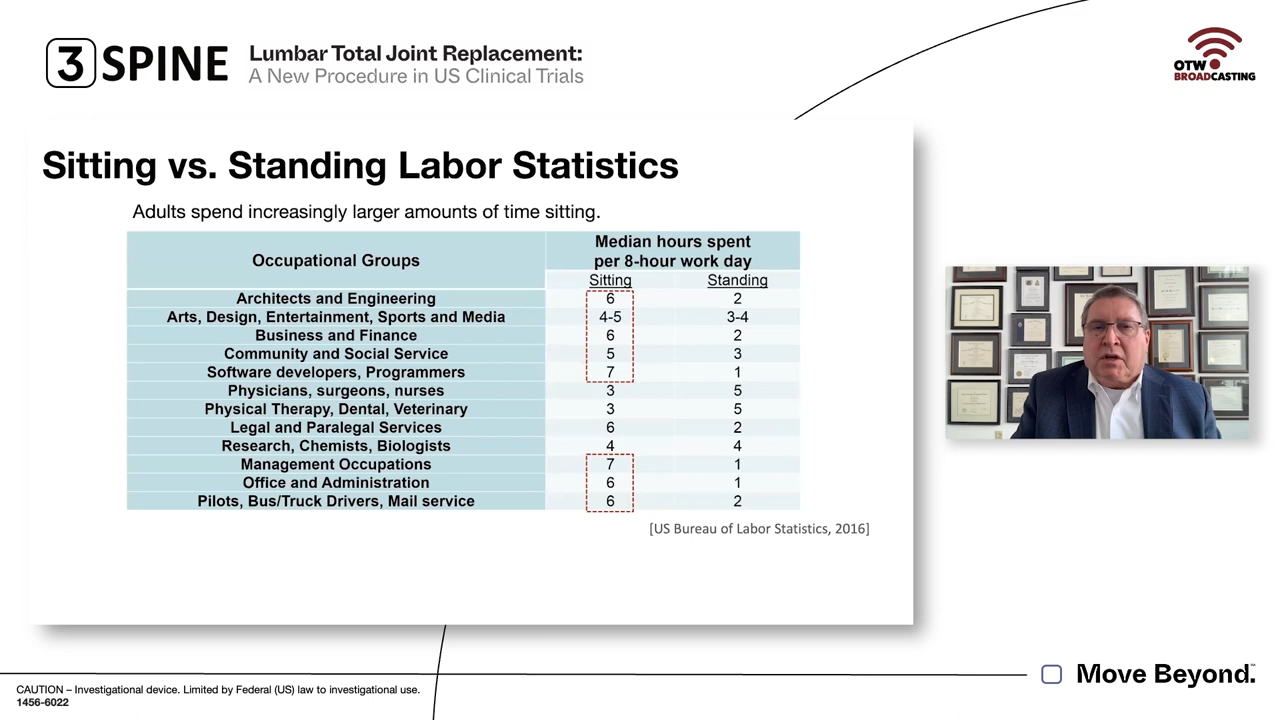 3 SPINE
Lumbar Total Joint Replacement:
A New Procedure in US Clinical Trials
OTW
BROADCASTING
Sitting vs. Standing Labor Statistics
Adults spend increasingly larger amounts of time sitting.
Occupational Groups
Median hours spent
per 8-hour work day
Sitting Standing
Architects and Engineering 6 2
Arts, Design, Entertainment, Sports and Media 4-5 3-4
Business and Finance 6 2
Community and Social Service 5 3
Software developers, Programmers 7 1
Physicians, surgeons, nurses 3 5
Physical Therapy, Dental, Veterinary 3 5
Legal and Paralegal Services 6 2
Research, Chemists, Biologists 4 4
Management Occupations 7 1
Office and Administration 6 1
Pilots, Bus/Truck Drivers, Mail service 6 2
[US Bureau of Labor Statistics, 2016]
CAUTION – Investigational device. Limited by Federal (US) law to investigational use.
1456-6022
Move Beyond.™